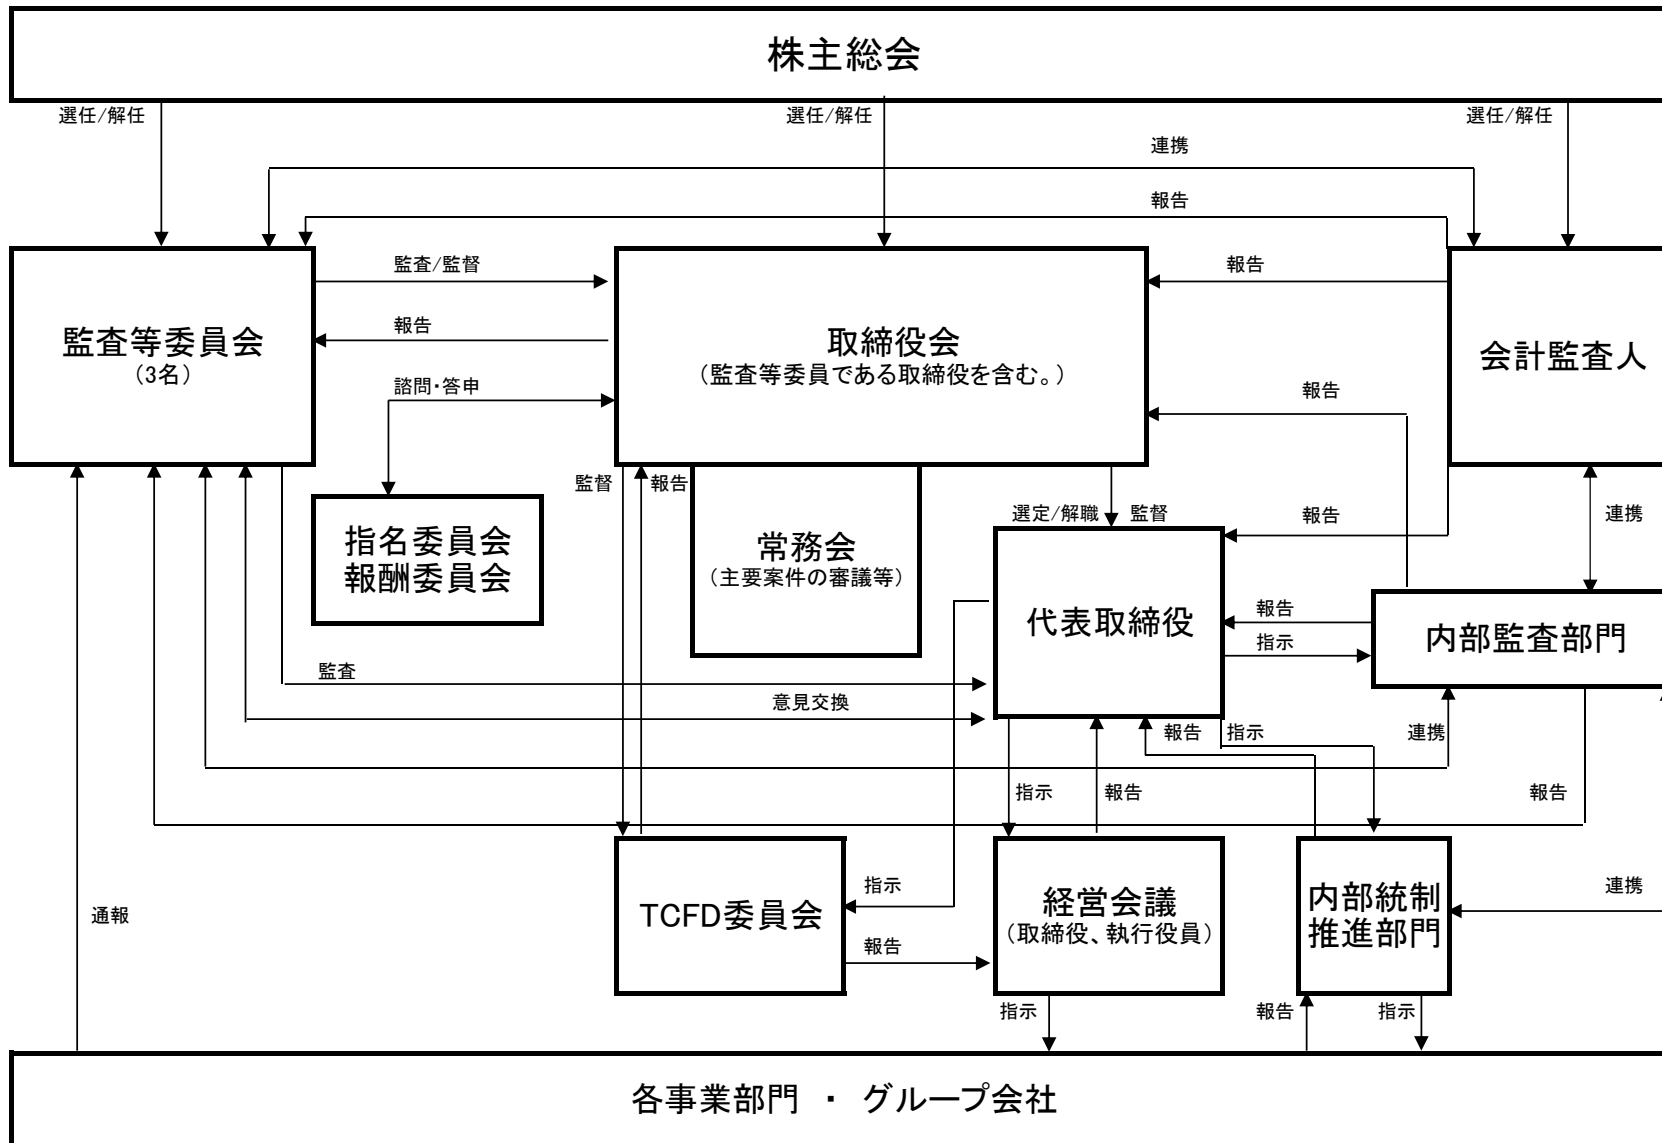 株主総会
選任/解任
選任/解任
選任/解任
連携
報告
監査/監督
報告
報告
監査等委員会
(3名)
取締役会
(監査等委員である取締役を含む。)
会計監査人
諮問・答申
報告
監督
報告
選定/解職
監督
報告
連携
指名委員会
報酬委員会
常務会
(主要案件の審議等)
代表取締役
報告
指示
内部監査部門
監査
意見交換
報告
指示
連携
指示
報告
報告
通報
指示
報告
TCFD委員会
経営会議
(取締役、執行役員)
内部統制
推進部門
連携
指示
報告
指示
各事業部門 ・ グループ会社